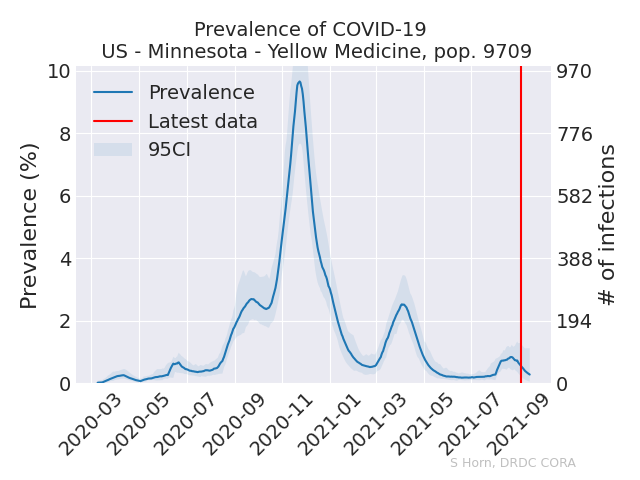 Prevalence of COVID-19
US - Minnesota - Yellow Medicine, pop. 9709
Prevalence
Latest data
95CI
Prevalence (%)
10
8
6
4
2
0
970
776
582
388
194
0
# of infections
2020-03
2020-05
2020-07
2020-09
2020-11
2021-01
2021-03
2021-05
2021-07
2021-09
S Horn, DRDC CORA